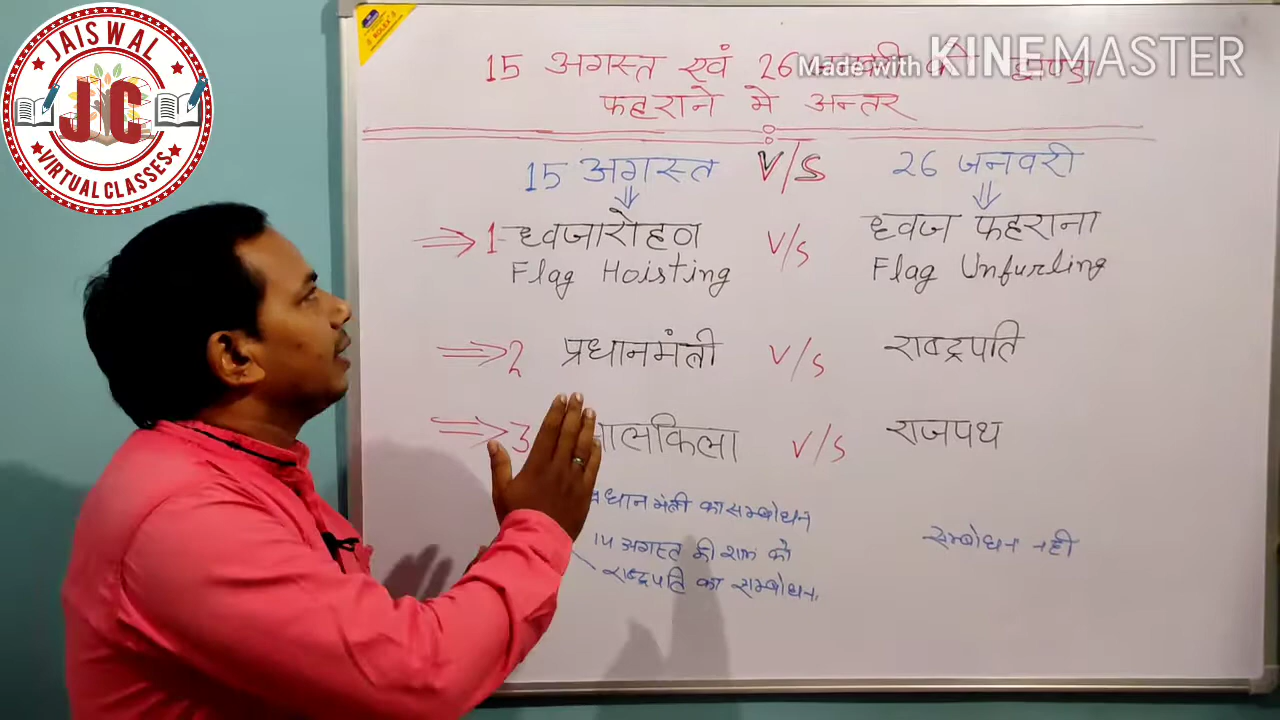 JAISWAL
JC
VIRTUAL CLASSES
Made with KINEMASTER
15 अगस्त एवं 26 को झण्डा
फहराने मे अन्तर
15 अगस्त V/S 26 जनवरी
1- ध्वजारोहण V/S ध्वज फहराना
Flag Hoisting Flag Unfurling
2 प्रधानमंत्री V/S राष्ट्रपति
3 लालकिला V/S राजपथ
प्रधान मंत्री का सम्बोधन
14 अगस्त की शाम को सम्बोधन नही
राष्ट्रपति का सम्बोधन